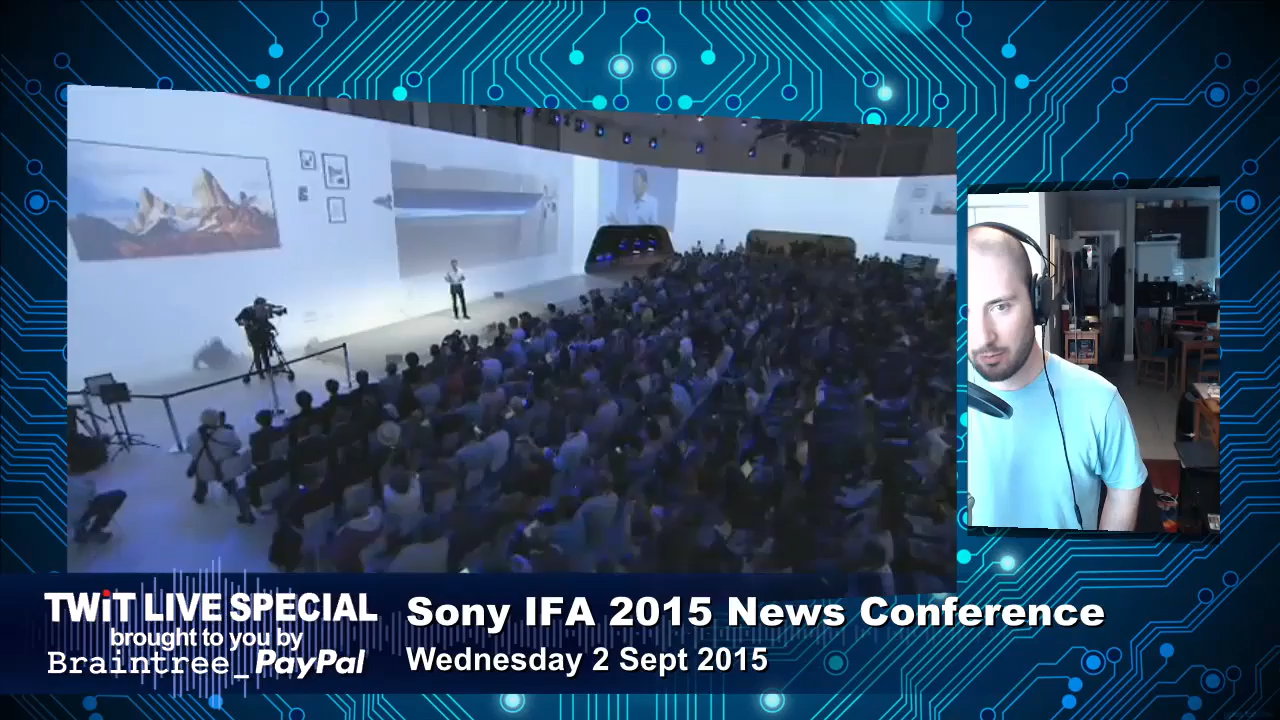 TWiT LIVE SPECIAL
brought to you by
Braintree_PayPal
Sony IFA 2015 News Conference
Wednesday 2 Sept 2015